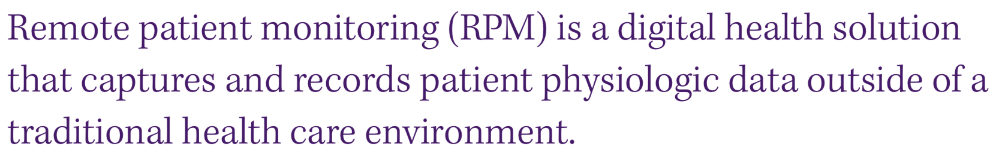 Remote patient monitoring (RPM) is a digital health solution
that captures and records patient physiologic data outside of a
traditional health care environment.